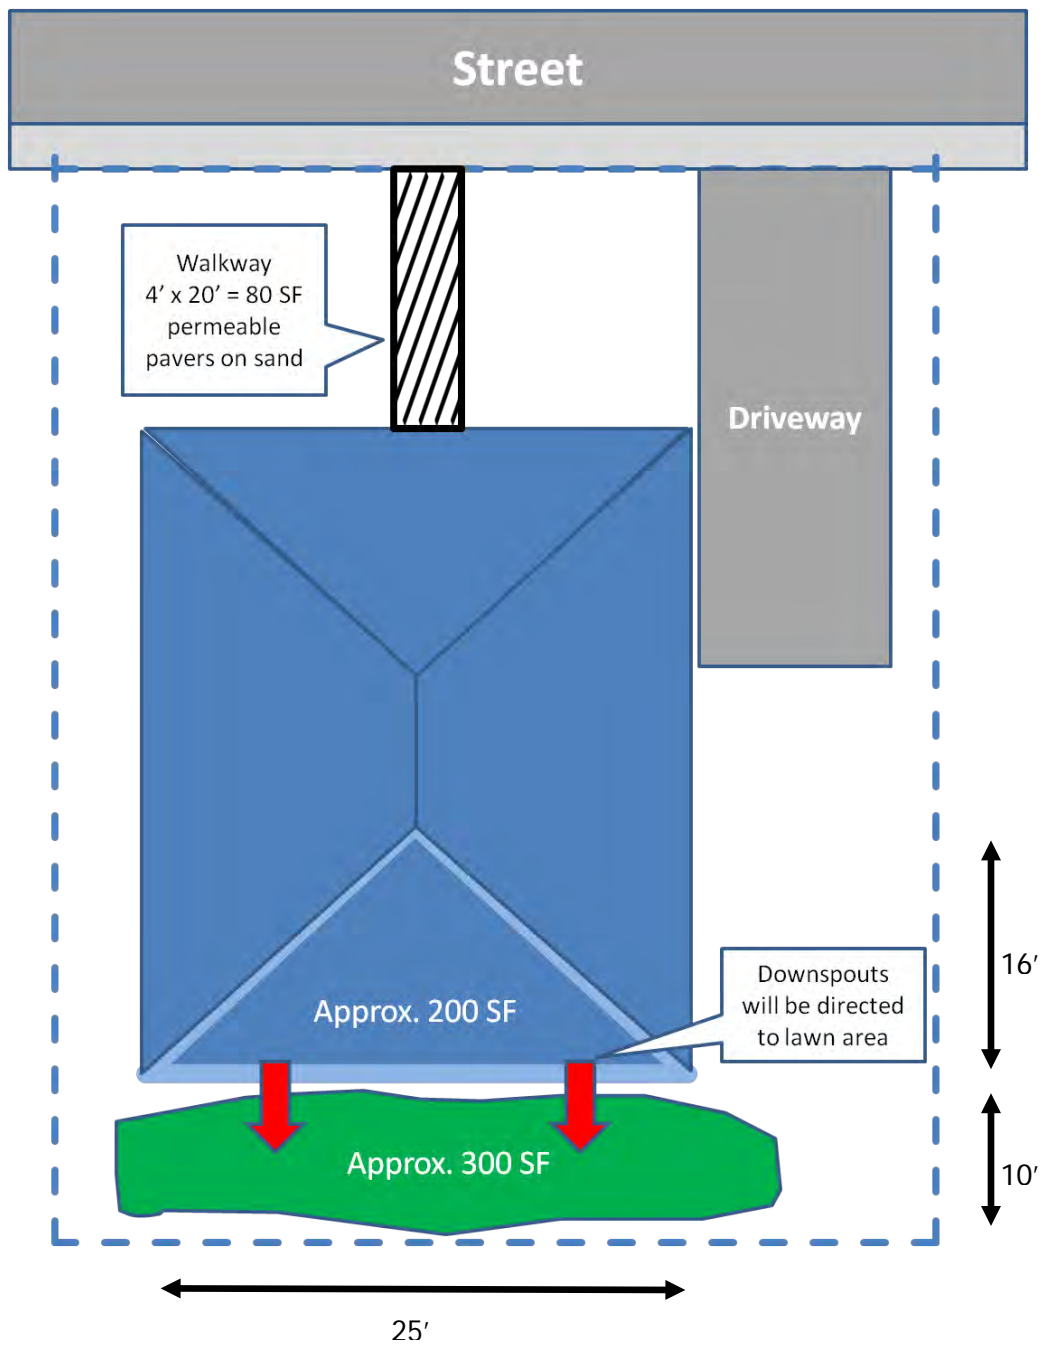 Street
Walkway
4’ x 20’ = 80 SF
permeable
pavers on sand
Driveway
16’
Downspouts
will be directed
to lawn area
Approx. 200 SF
Approx. 300 SF
10’
25’